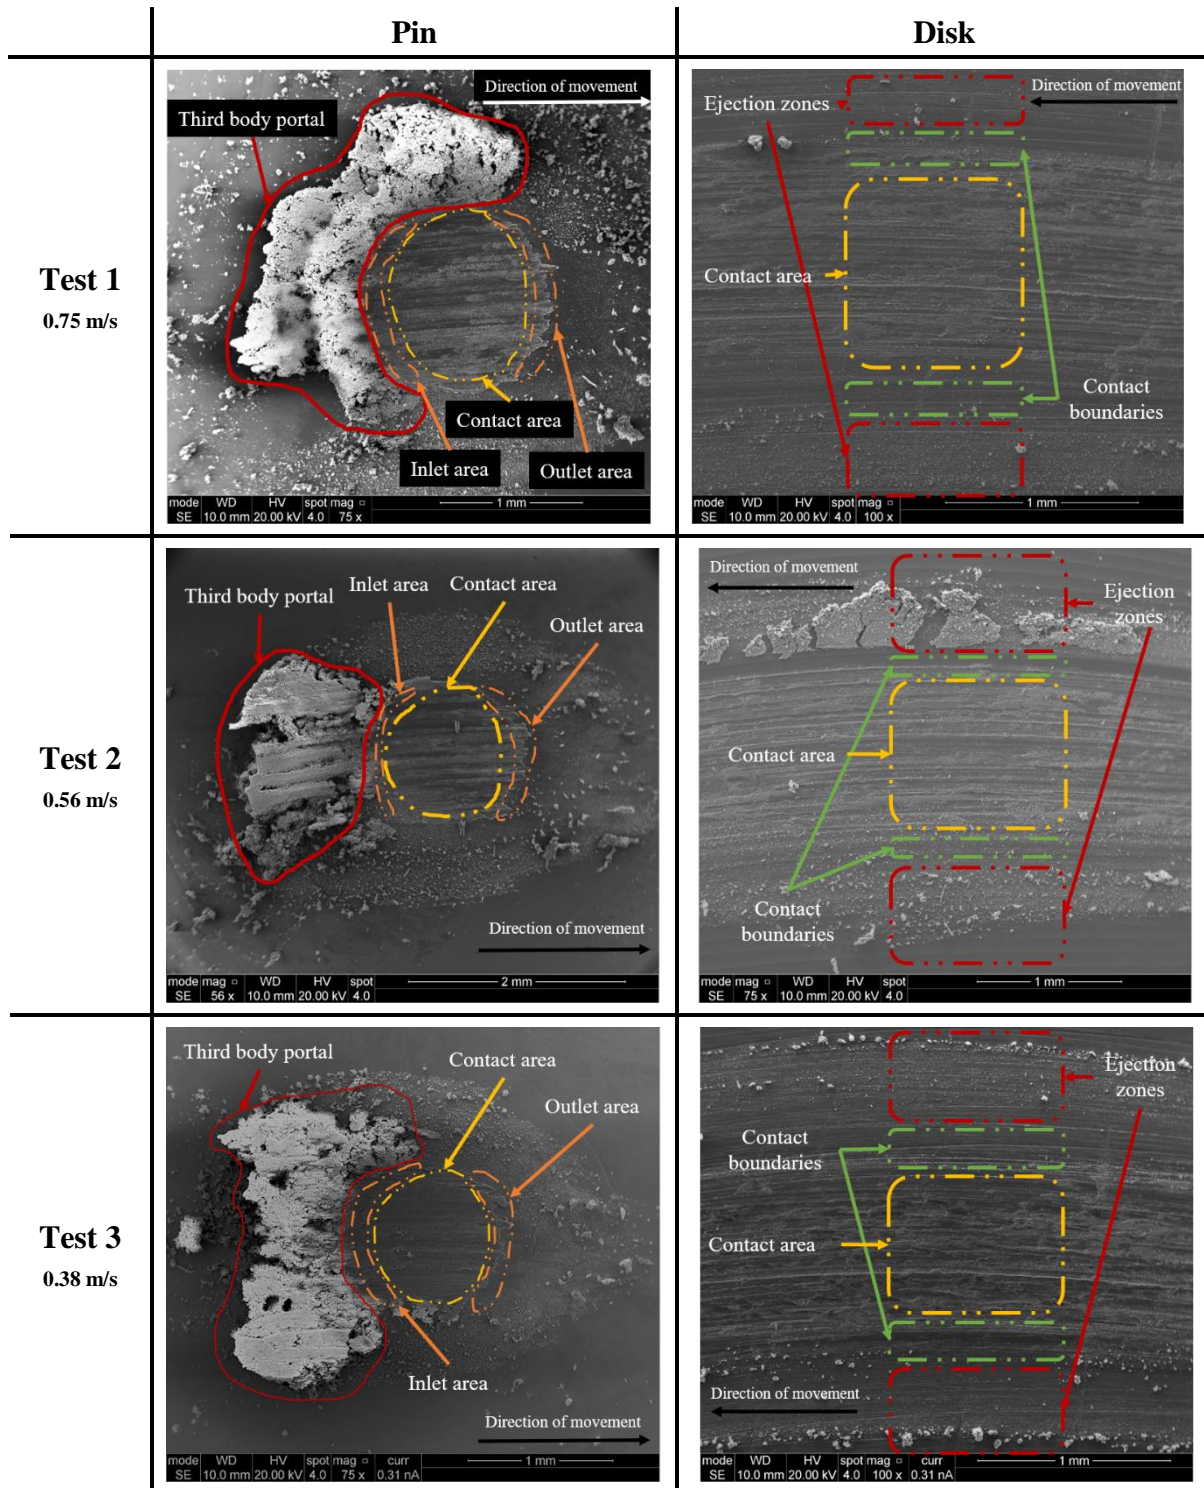 Pin
Disk
Test 1
0.75 m/s
Third body portal
Direction of movement
Contact area
Inlet area
Outlet area
mode WD HV spot mag □
SE 10.0 mm 20.00 kV 4.0 75 x
1 mm
Ejection zones
Direction of movement
Contact area
Contact
boundaries
mode WD HV spot mag □
SE 10.0 mm 20.00 kV 4.0 100 x
1 mm
Test 2
0.56 m/s
Third body portal
Inlet area
Contact area
Outlet area
Direction of movement
mode mag □ WD HV spot
SE 56 x 10.0 mm 20.00 kV 4.0
2 mm
Direction of movement
Ejection
zones
Contact area
Contact
boundaries
mode mag □ WD HV spot
SE 75 x 10.0 mm 20.00 kV 4.0
1 mm
Test 3
0.38 m/s
Third body portal
Contact area
Outlet area
Inlet area
Direction of movement
mode WD HV spot mag □ curr
SE 10.0 mm 20.00 kV 4.0 75 x 0.31 nA
1 mm
Ejection
zones
Contact
boundaries
Contact area
Direction of movement
mode WD HV spot mag □ curr
SE 10.0 mm 20.00 kV 4.0 100 x 0.31 nA
1 mm